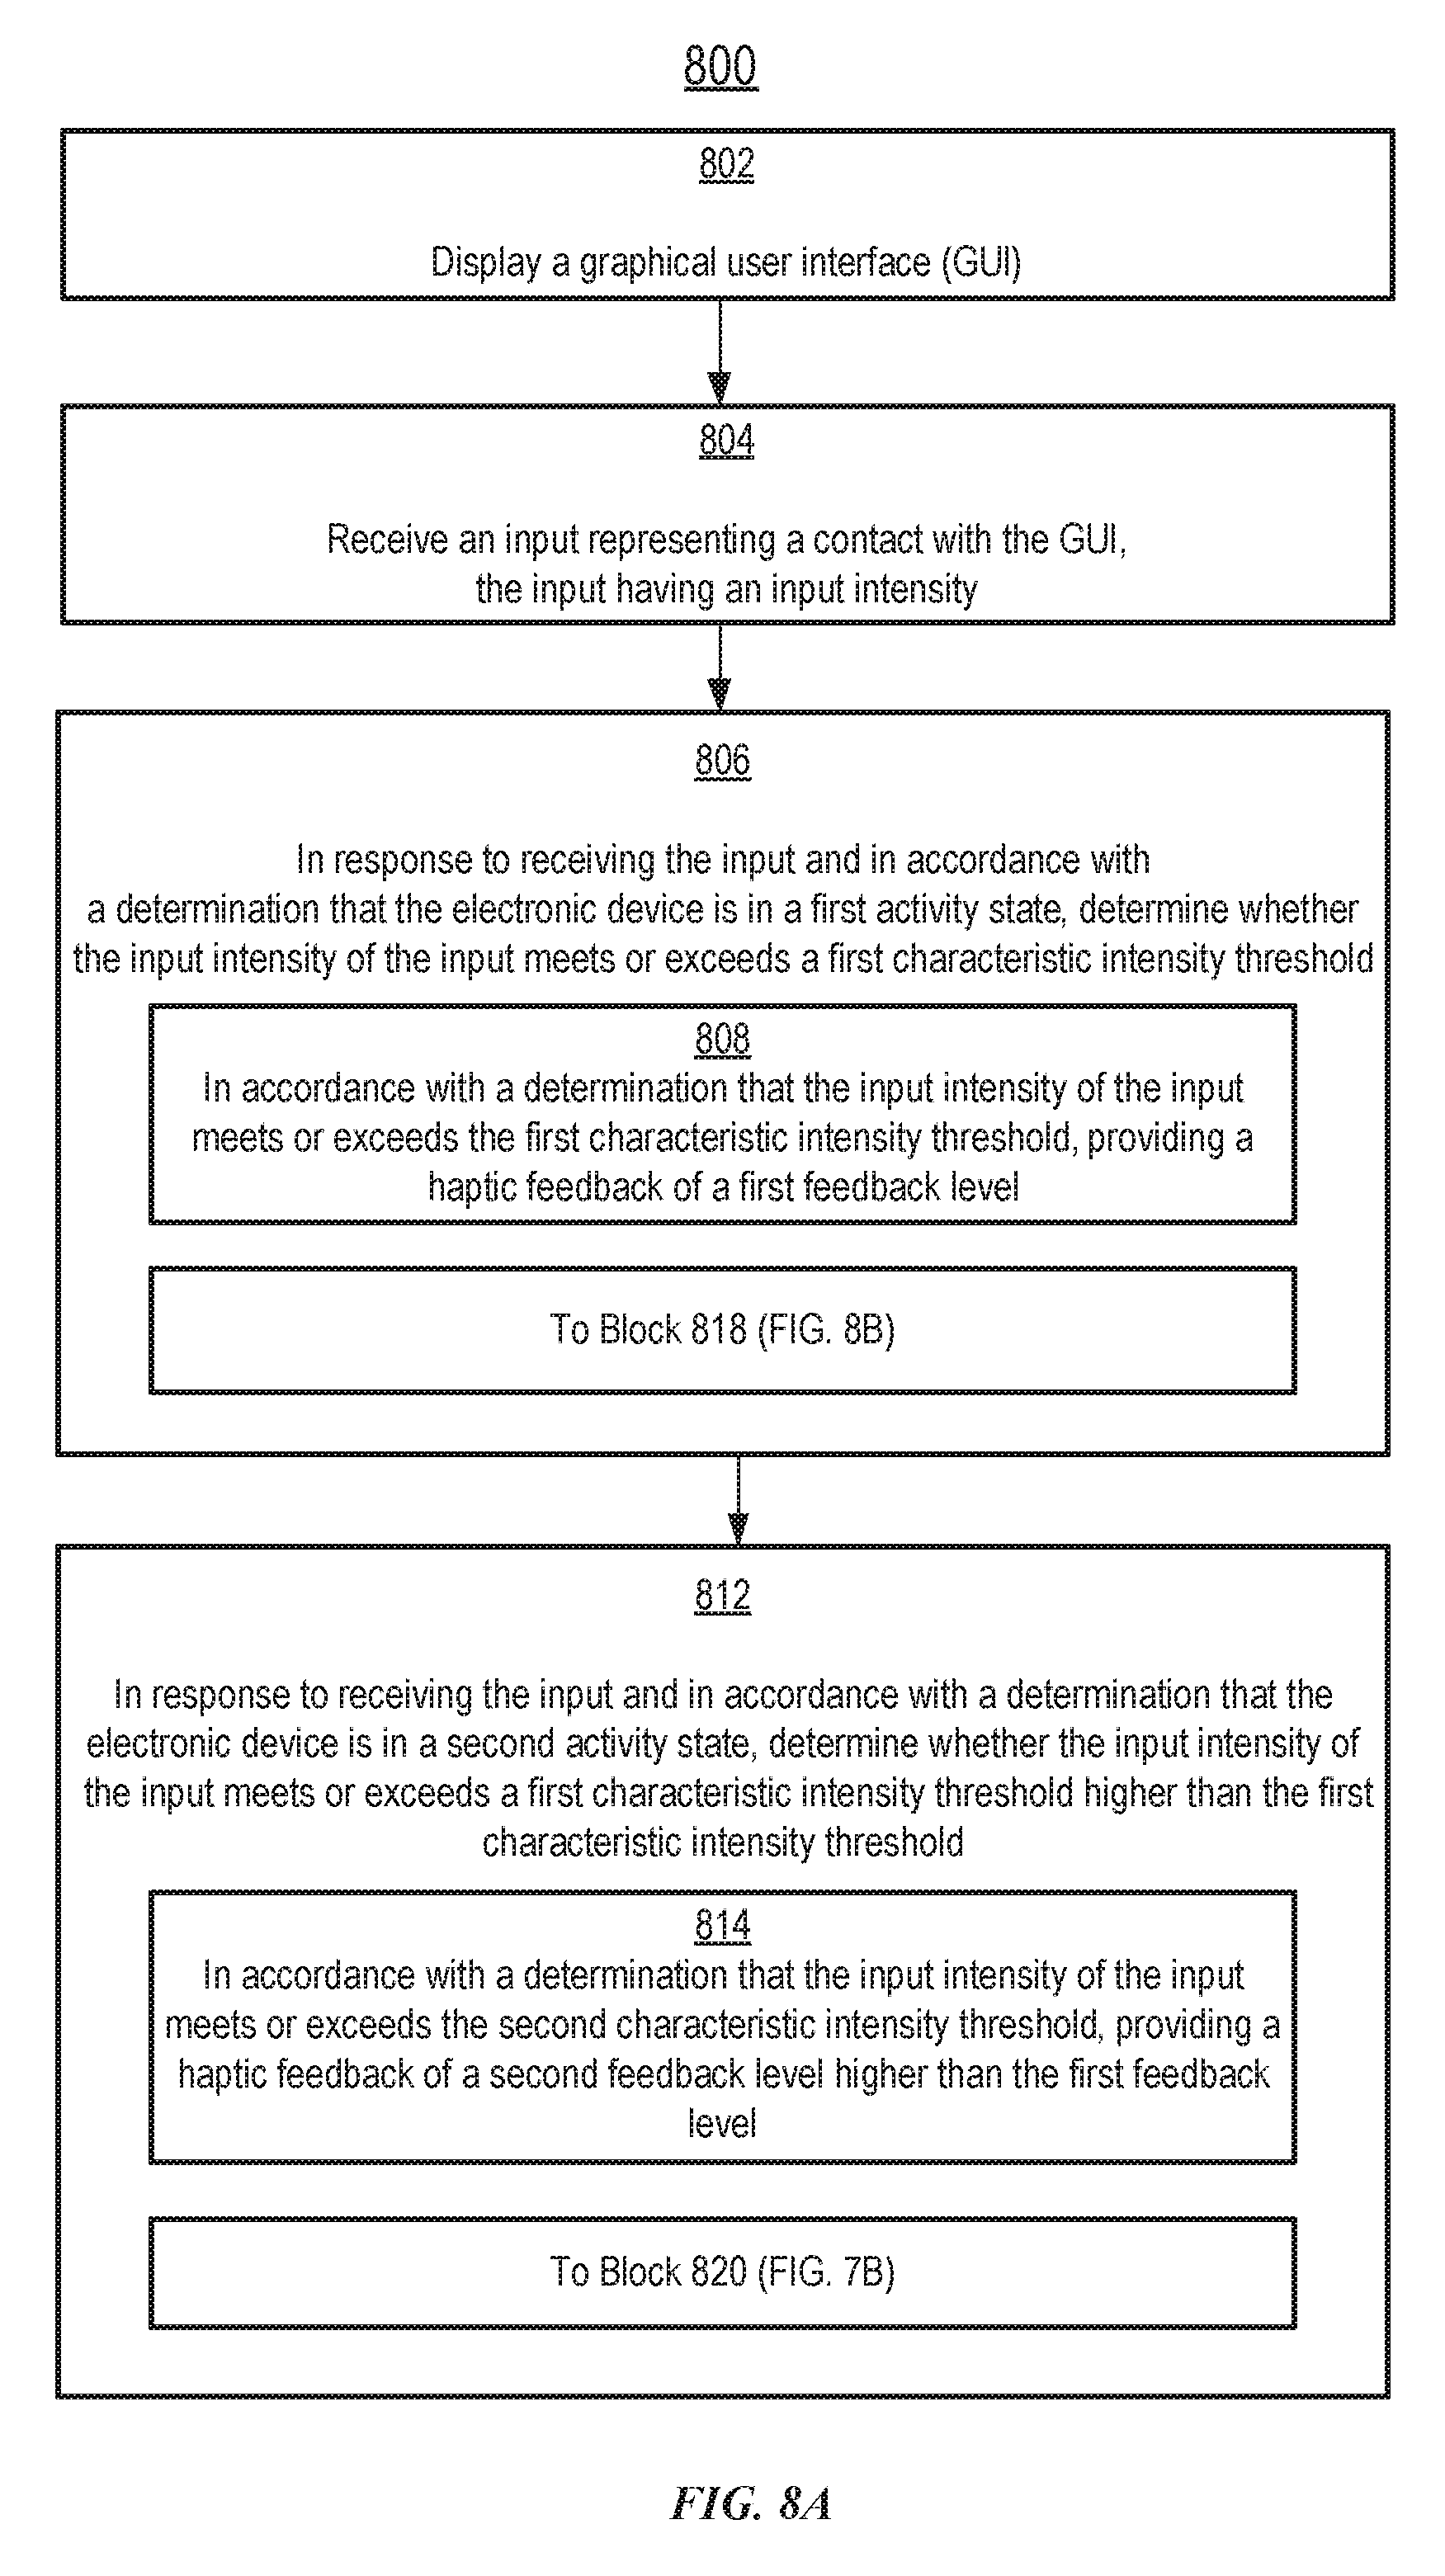 800
802
Display a graphical user interface (GUI)
804
Receive an input representing a contact with the GUI,
the input having an input intensity
806
In response to receiving the input and in accordance with
a determination that the electronic device is in a first activity state, determine whether
the input intensity of the input meets or exceeds a first characteristic intensity threshold
808
In accordance with a determination that the input intensity of the input
meets or exceeds the first characteristic intensity threshold, providing a
haptic feedback of a first feedback level
To Block 818 (FIG. 8B)
812
In response to receiving the input and in accordance with a determination that the
electronic device is in a second activity state, determine whether the input intensity of
the input meets or exceeds a first characteristic intensity threshold higher than the first
characteristic intensity threshold
814
In accordance with a determination that the input intensity of the input
meets or exceeds the second characteristic intensity threshold, providing a
haptic feedback of a second feedback level higher than the first feedback
level
To Block 820 (FIG. 7B)
FIG. 8A